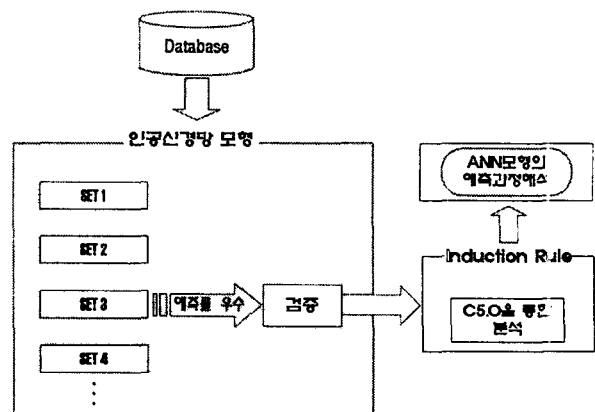 Database
인공신경망 모형
SET 1
SET 2
SET 3
예측률 우수
검증
SET 4
ANN모형의
예측과정해석
Induction Rule
C5.0을 통한
분석